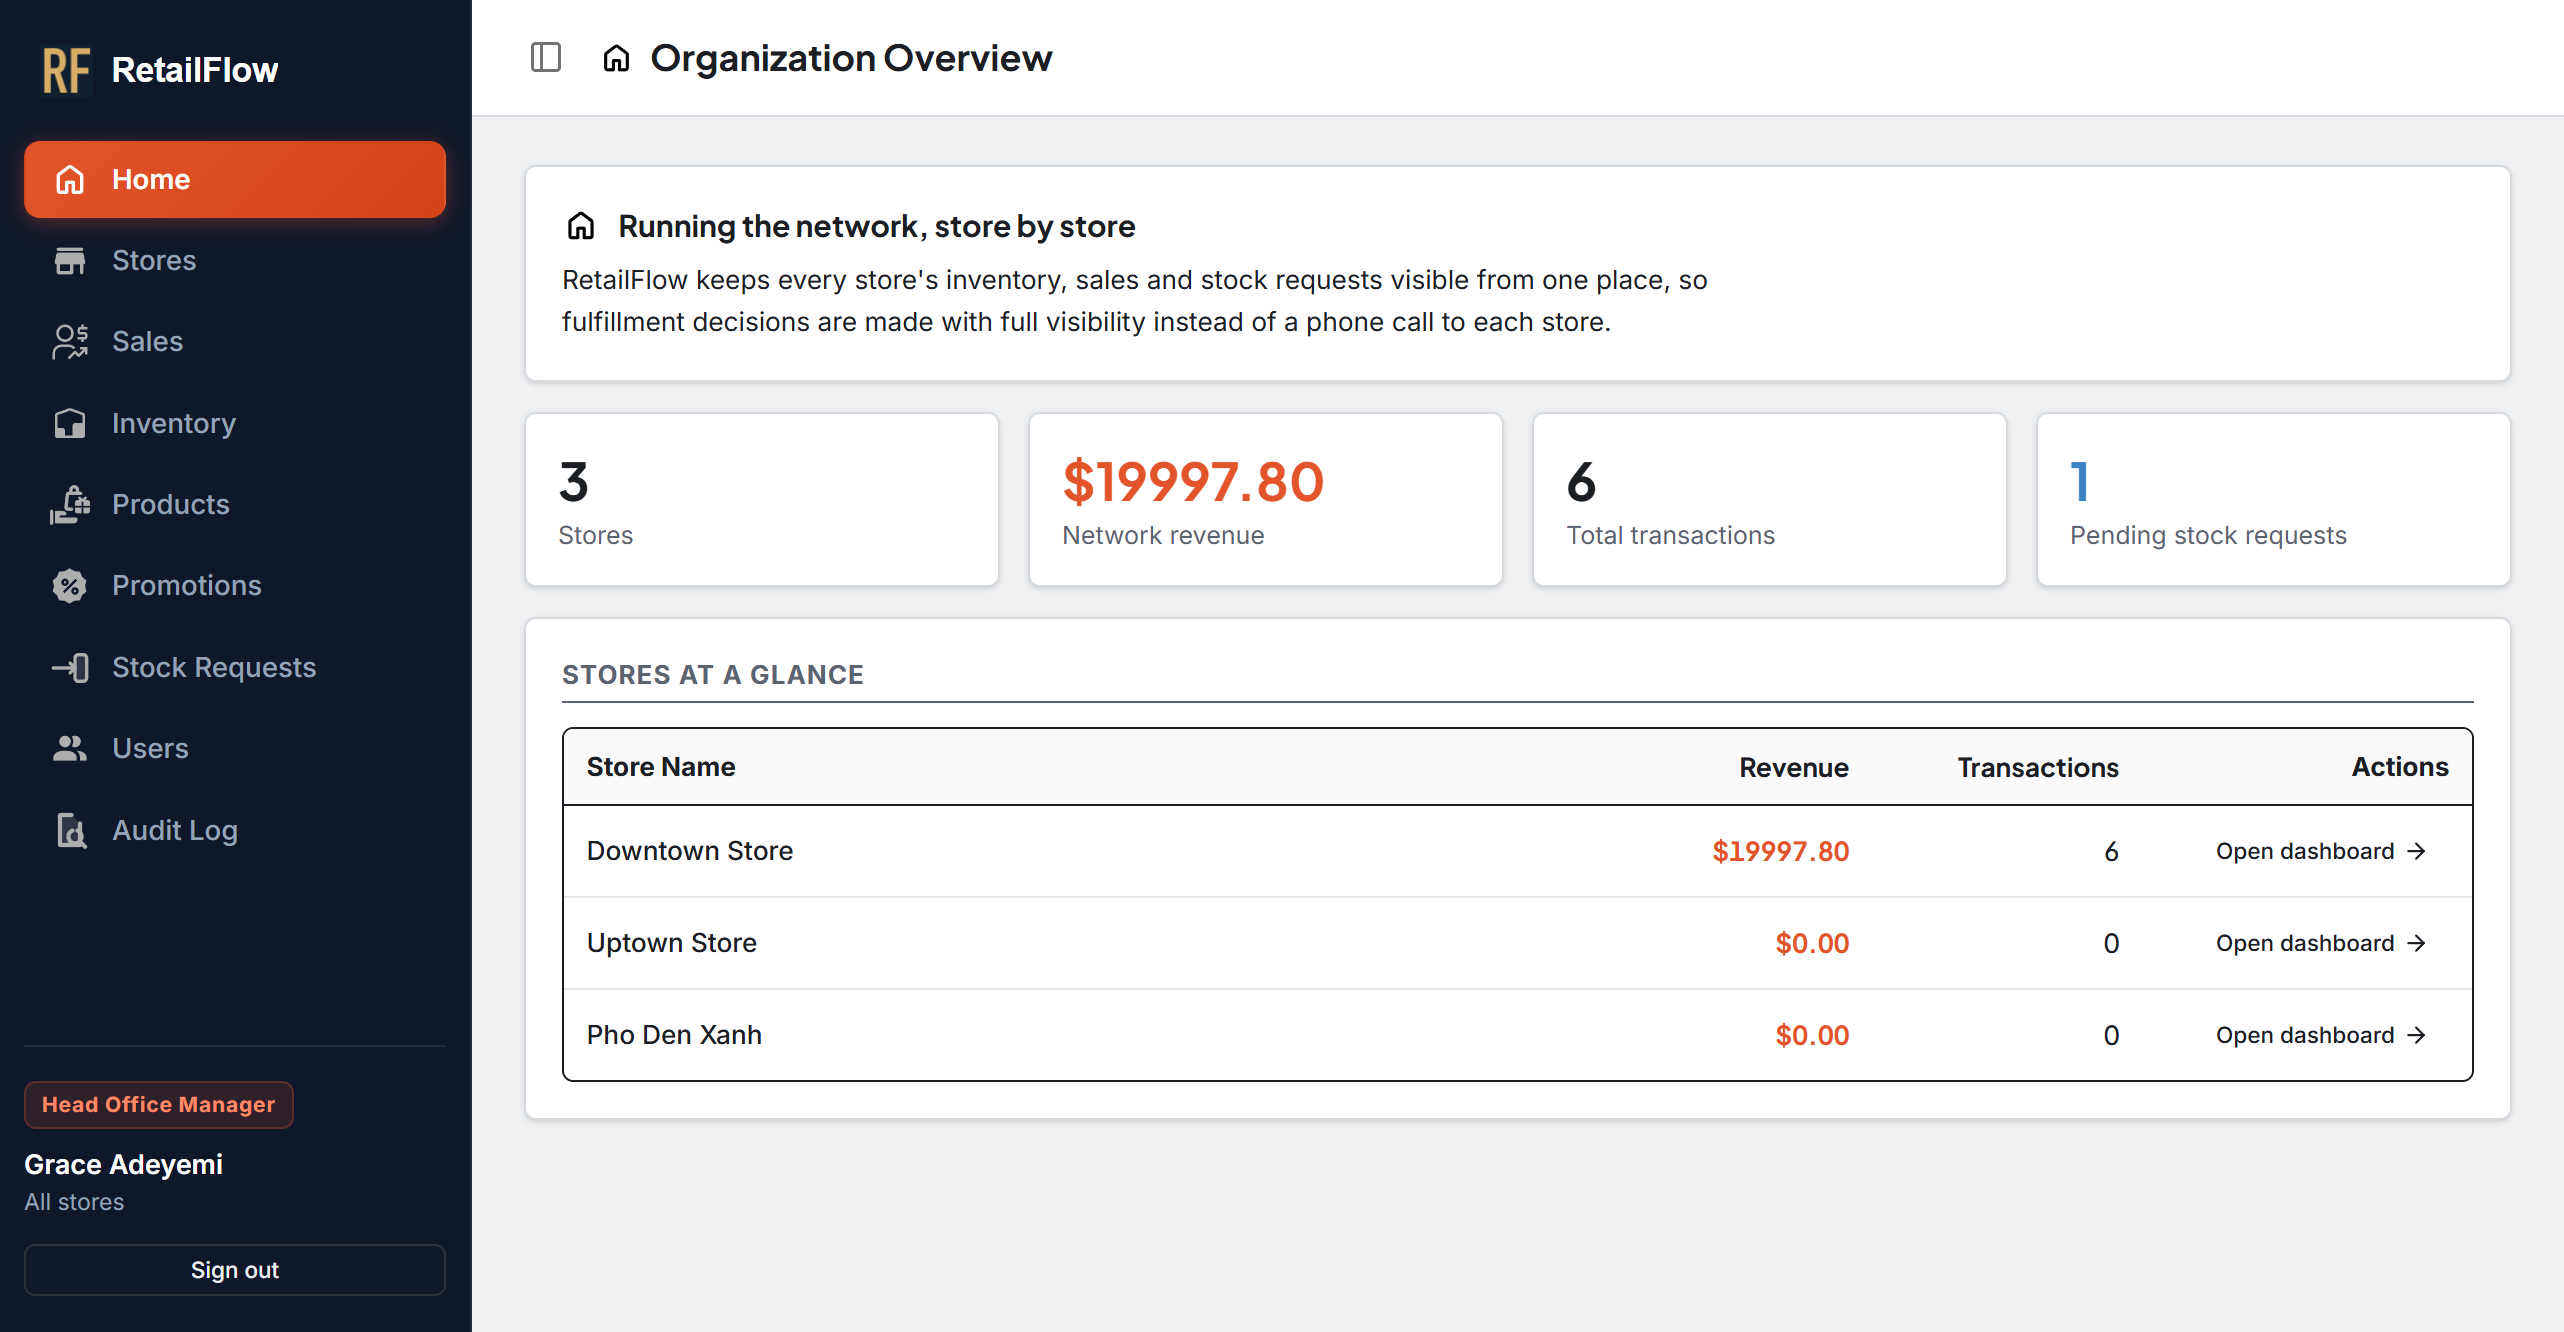 RF RetailFlow
Home
Stores
Sales
Inventory
Products
Promotions
Stock Requests
Users
Audit Log
Head Office Manager
Grace Adeyemi
All stores
Sign out
Organization Overview
Running the network, store by store
RetailFlow keeps every store's inventory, sales and stock requests visible from one place, so
fulfillment decisions are made with full visibility instead of a phone call to each store.
3
Stores
$19997.80
Network revenue
6
Total transactions
1
Pending stock requests
STORES AT A GLANCE
Store Name Revenue Transactions Actions
Downtown Store $19997.80 6 Open dashboard →
Uptown Store $0.00 0 Open dashboard →
Pho Den Xanh $0.00 0 Open dashboard →